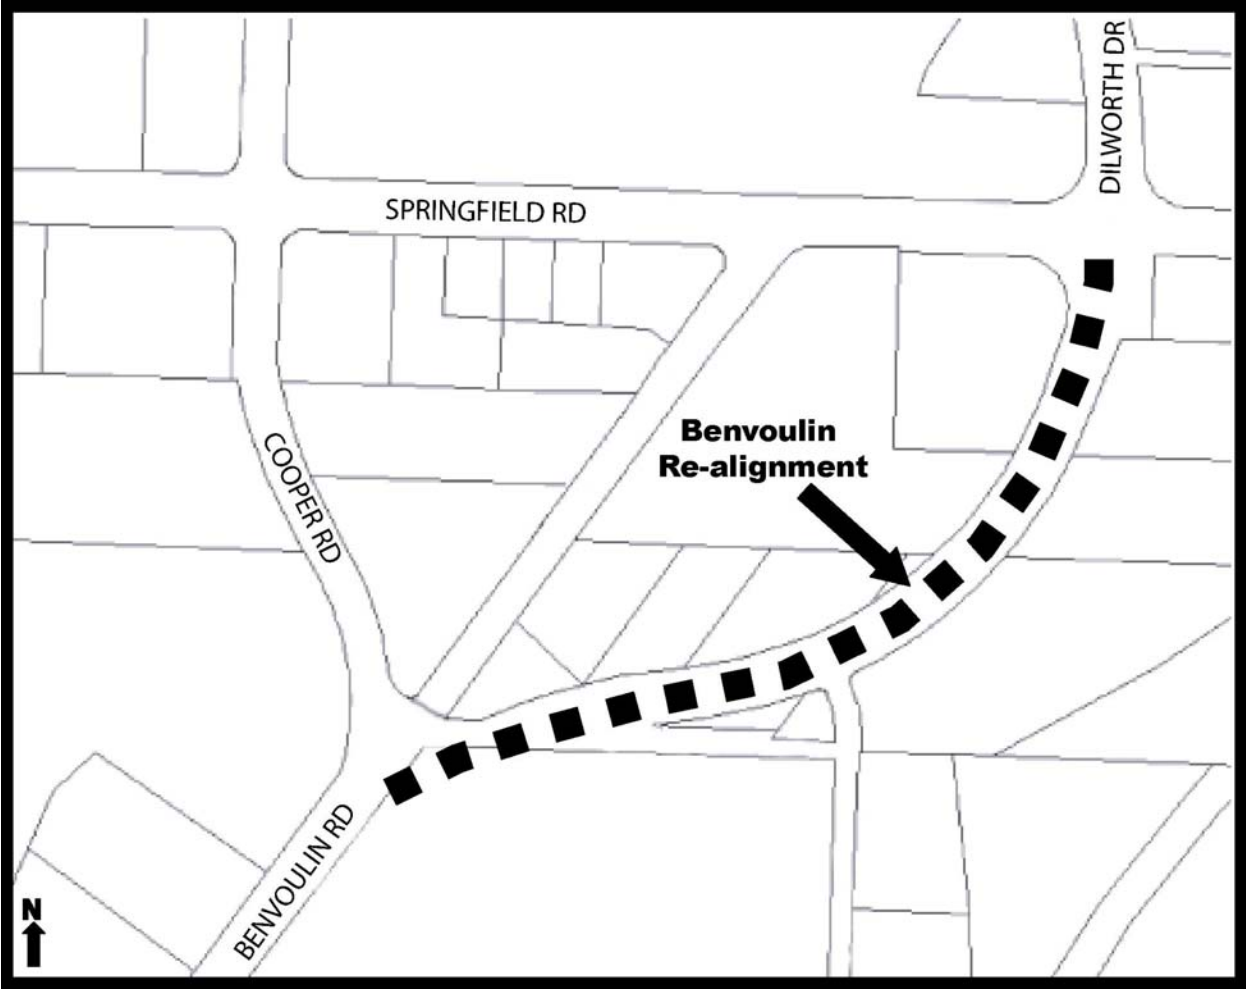 DILWORTH DR
SPRINGFIELD RD
Benvoulin
Re-alignment
COOPER RD
BENVOULIN RD
N